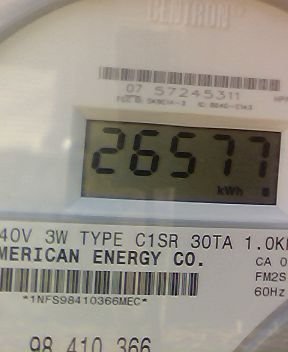 CENTRON
07 57245311
26577
kWh
40V 3W TYPE C1SR 30TA 1.0K
MERICAN ENERGY CO.
CA 0
FM2S
*1NFS98410366MEC*
60Hz
98 410 366